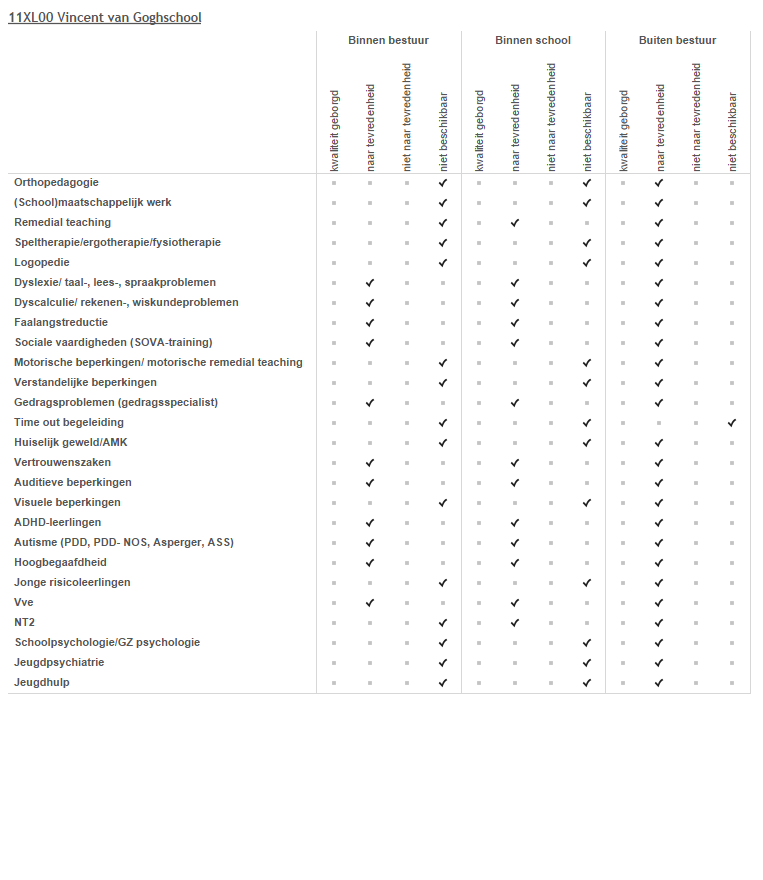 11XL00 Vincent van Goghschool
Binnen bestuur Binnen school Buiten bestuur
kwaliteit geborgd naar tevredenheid niet naar tevredenheid niet beschikbaar kwaliteit geborgd naar tevredenheid niet naar tevredenheid niet beschikbaar kwaliteit geborgd naar tevredenheid niet naar tevredenheid niet beschikbaar
Orthopedagogie
(School)maatschappelijk werk
Remedial teaching
Speltherapie/ergotherapie/fysiotherapie
Logopedie
Dyslexie/ taal-, lees-, spraakproblemen
Dyscalculie/ rekenen-, wiskundeproblemen
Faalangstreductie
Sociale vaardigheden (SOVA-training)
Motorische beperkingen/ motorische remedial teaching
Verstandelijke beperkingen
Gedragsproblemen (gedragsspecialist)
Time out begeleiding
Huiselijk geweld/AMK
Vertrouwenszaken
Auditieve beperkingen
Visuele beperkingen
ADHD-leerlingen
Autisme (PDD, PDD- NOS, Asperger, ASS)
Hoogbegaafdheid
Jonge risicoleerlingen
Vve
NT2
Schoolpsychologie/GZ psychologie
Jeugdpsychiatrie
Jeugdhulp